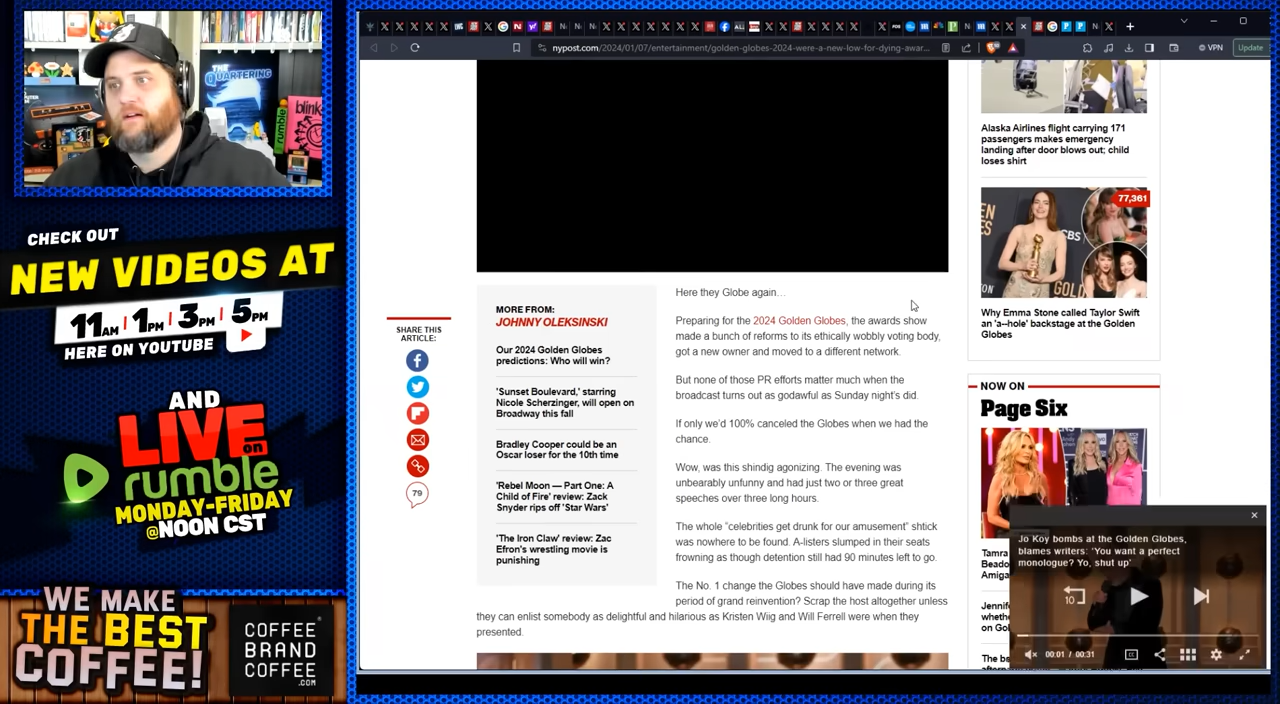 THE
QUARTERING
blink
rumble
CHECK OUT
NEW VIDEOS AT
11AM | 1PM | 3PM | 5PM
HERE ON YOUTUBE
AND
LIVE on
rumble
MONDAY-FRIDAY
@NOON CST
WE MAKE
THE BEST
COFFEE!
COFFEE
BRAND
COFFEE
.COM
nypost.com/2024/01/07/entertainment/golden-globes-2024-were-a-new-low-for-dying-awar...
VPN
Update
SHARE THIS
ARTICLE:
79
MORE FROM:
JOHNNY OLEKSINSKI
Our 2024 Golden Globes
predictions: Who will win?
'Sunset Boulevard,' starring
Nicole Scherzinger, will open on
Broadway this fall
Bradley Cooper could be an
Oscar loser for the 10th time
'Rebel Moon — Part One: A
Child of Fire' review: Zack
Snyder rips off 'Star Wars'
'The Iron Claw' review: Zac
Efron's wrestling movie is
punishing
Here they Globe again…
Preparing for the 2024 Golden Globes, the awards show
made a bunch of reforms to its ethically wobbly voting body,
got a new owner and moved to a different network.
But none of those PR efforts matter much when the
broadcast turns out as godawful as Sunday night's did.
If only we'd 100% canceled the Globes when we had the
chance.
Wow, was this shindig agonizing. The evening was
unbearably unfunny and had just two or three great
speeches over three long hours.
The whole "celebrities get drunk for our amusement" shtick
was nowhere to be found. A-listers slumped in their seats
frowning as though detention still had 90 minutes left to go.
The No. 1 change the Globes should have made during its
period of grand reinvention? Scrap the host altogether unless
they can enlist somebody as delightful and hilarious as Kristen Wiig and Will Ferrell were when they
presented.
Alaska Airlines flight carrying 171
passengers makes emergency
landing after door blows out; child
loses shirt
77,361
Why Emma Stone called Taylor Swift
an 'a--hole' backstage at the Golden
Globes
NOW ON
Page Six
Tamra
Jennife
Jo Koy bombs at the Golden Globes,
blames writers: 'You want a perfect
monologue? Yo, shut up'
10
00:01 / 00:31